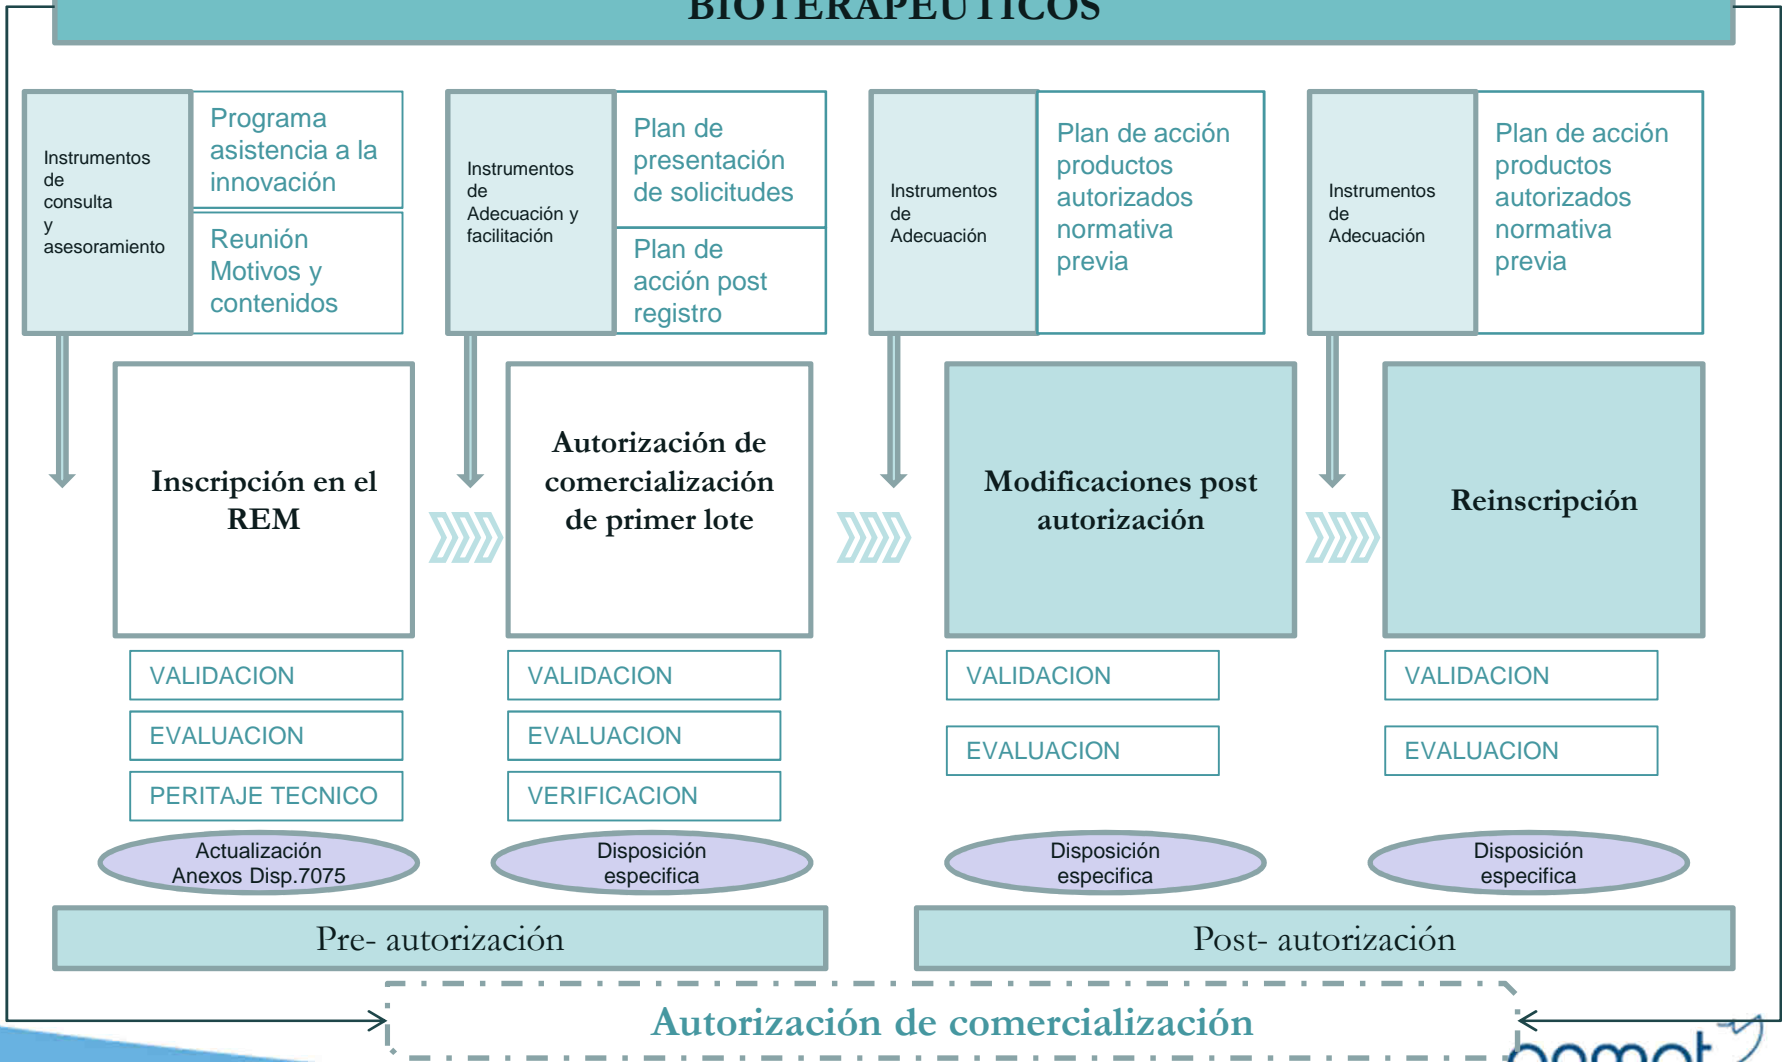 BIOTERAPEUTICOS
Instrumentos
de
consulta
y
asesoramiento
Programa
asistencia a la
innovación
Reunión
Motivos y
contenidos
Instrumentos
de
Adecuación y
facilitación
Plan de
presentación
de solicitudes
Plan de
acción post
registro
Instrumentos
de
Adecuación
Plan de acción
productos
autorizados
normativa
previa
Instrumentos
de
Adecuación
Plan de acción
productos
autorizados
normativa
previa
Inscripción en el
REM
Autorización de
comercialización
de primer lote
Modificaciones post
autorización
Reinscripción
VALIDACION
EVALUACION
PERITAJE TECNICO
VALIDACION
EVALUACION
VERIFICACION
VALIDACION
EVALUACION
VALIDACION
EVALUACION
Actualización
Anexos Disp.7075
Disposición
especifica
Disposición
especifica
Disposición
especifica
Pre- autorización
Post- autorización
Autorización de comercialización